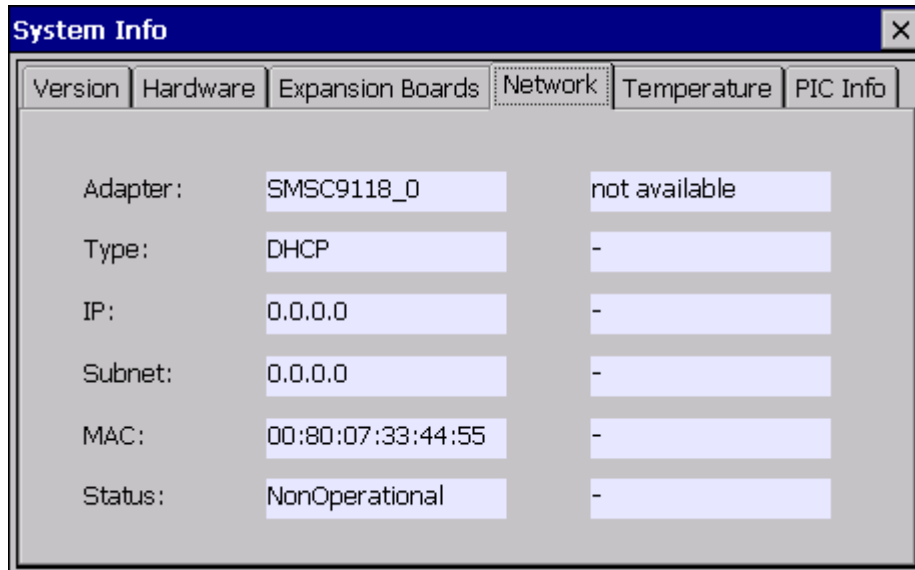 System Info
Version Hardware Expansion Boards Network Temperature PIC Info
Adapter: SMSC9118_0 not available
Type: DHCP -
IP: 0.0.0.0 -
Subnet: 0.0.0.0 -
MAC: 00:80:07:33:44:55 -
Status: NonOperational -